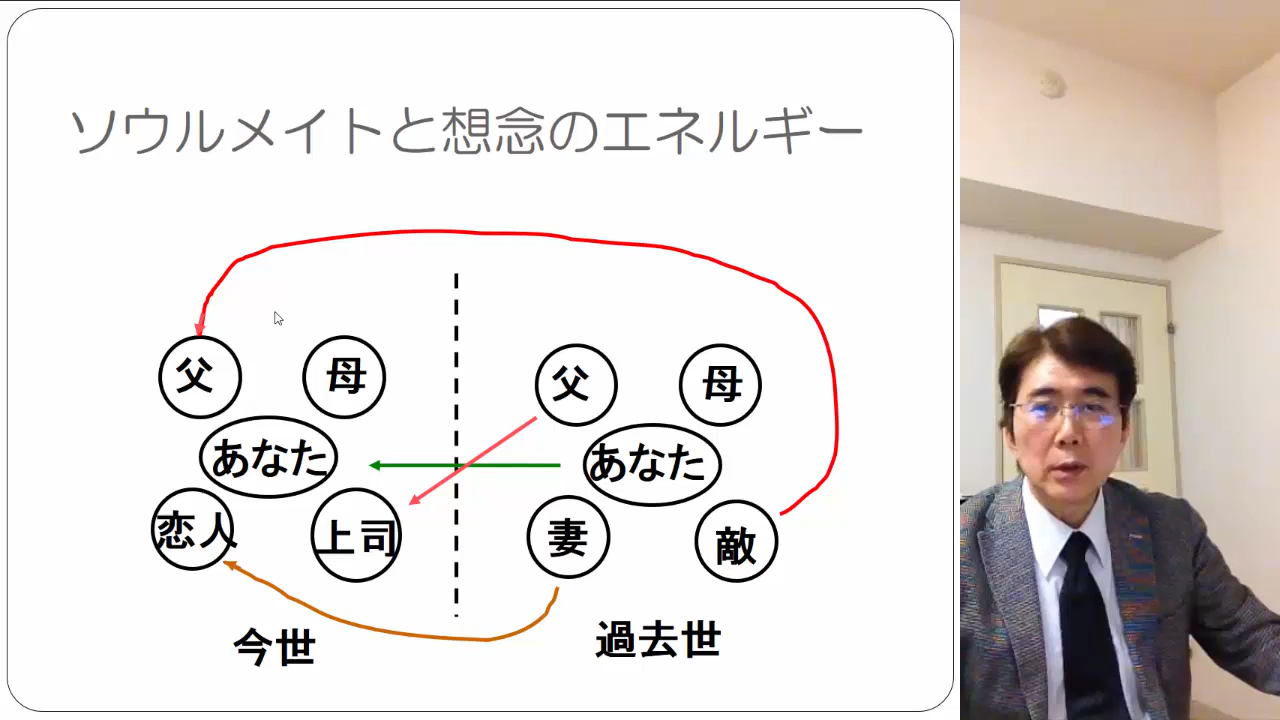 ソウルメイトと想念のエネルギー
父
母
あなた
恋人
上司
今世
父
母
あなた
妻
敵
過去世